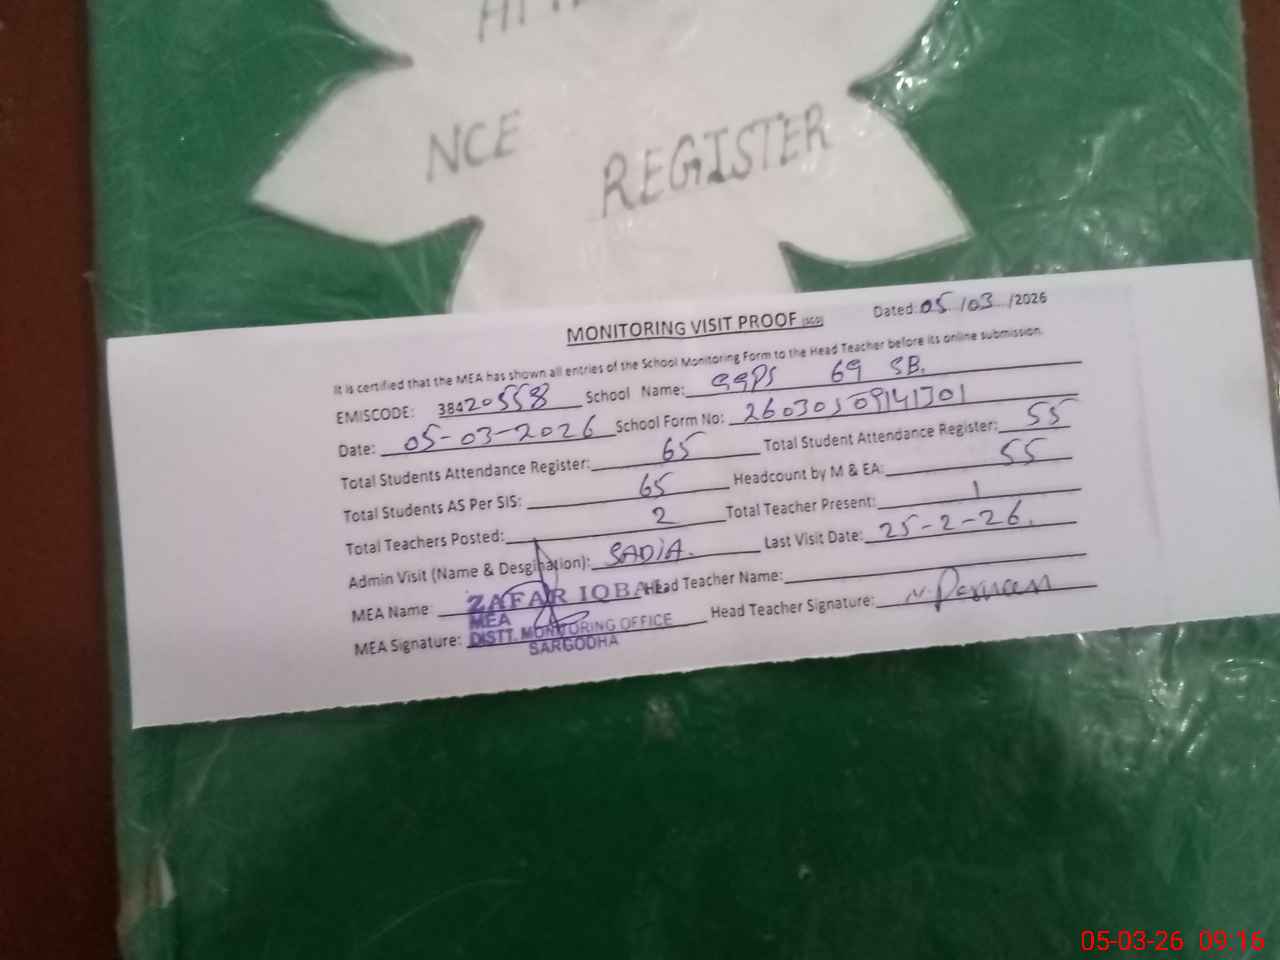 NCE
REGISTER
MONITORING VISIT PROOF
Dated: 05/03/2026
It is certified that the MEA has shown all entries of the School Monitoring Form to the Head Teacher before its online submission.
EMISCODE: 38420558 School Name: GGPS 69 SB.
Date: 05-03-2026 School Form No: 26030509141301
Total Students Attendance Register: 65 Total Student Attendance Register: 55
Total Students AS Per SIS: 65 Headcount by M & EA: 55
Total Teachers Posted: 2 Total Teacher Present: 1
Admin Visit (Name & Desgination): SADIA. Last Visit Date: 25-2-26.
MEA Name: ZAFAR IQBAL Head Teacher Name:
MEA Signature: MEA Head Teacher Signature:
DISTT. MONITORING OFFICE
SARGODHA
05-03-26 09:16